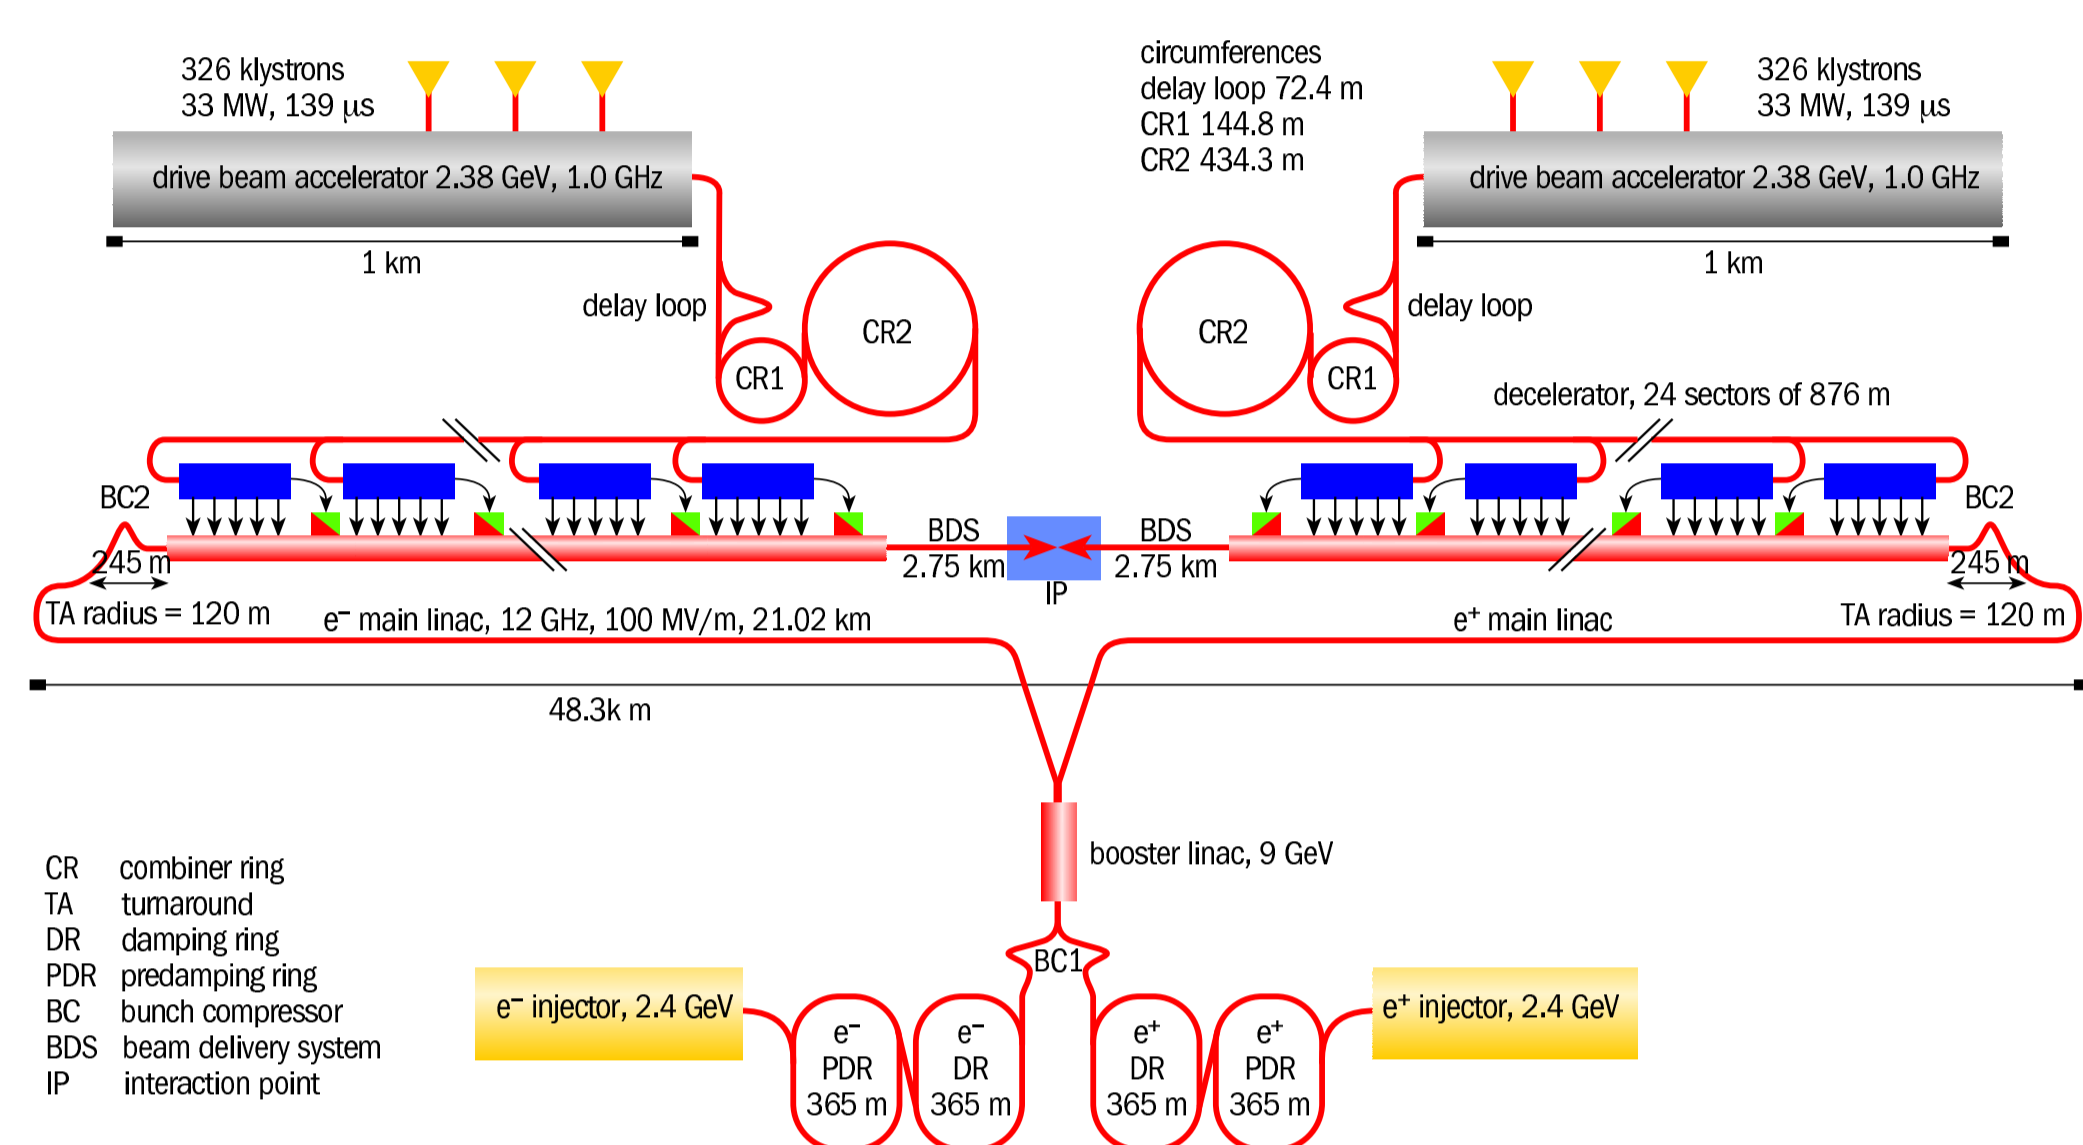 326 klystrons
33 MW, 139 μs
circumferences
delay loop 72.4 m
CR1 144.8 m
CR2 434.3 m
326 klystrons
33 MW, 139 μs
drive beam accelerator 2.38 GeV, 1.0 GHz
drive beam accelerator 2.38 GeV, 1.0 GHz
1 km
1 km
delay loop
CR2
CR1
CR2
CR1
delay loop
decelerator, 24 sectors of 876 m
BC2
BC2
245 m
BDS
2.75 km
IP
BDS
2.75 km
245 m
TA radius = 120 m
e− main linac, 12 GHz, 100 MV/m, 21.02 km
e+ main linac
TA radius = 120 m
48.3k m
booster linac, 9 GeV
CR combiner ring
TA turnaround
DR damping ring
PDR predamping ring
BC bunch compressor
BDS beam delivery system
IP interaction point
BC1
e− injector, 2.4 GeV
e− 
PDR
365 m
e−
DR
365 m
e+
DR
365 m
e+
PDR
365 m
e+ injector, 2.4 GeV